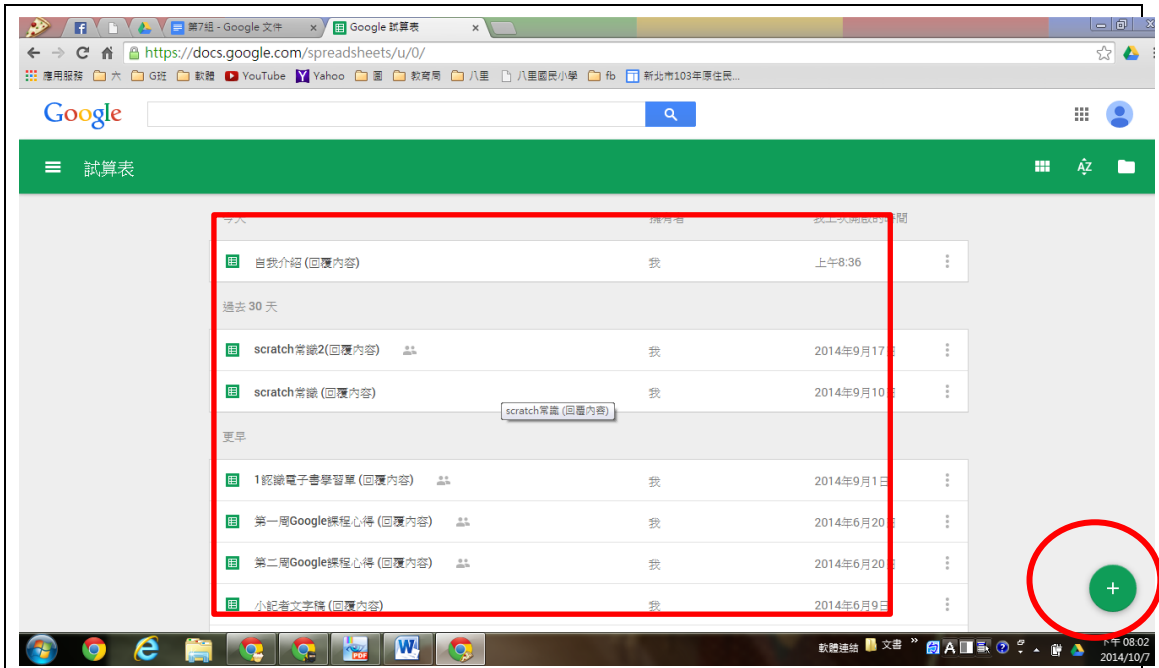 第7組 - Google 文件
Google 試算表
https://docs.google.com/spreadsheets/u/0/
應用服務 六 G班 軟體 YouTube Yahoo 圖 教育局 八里 八里國民小學 fb 新北市103年原住民...
Google
試算表
今天 擁有者 我上次開啟的時間
自我介紹 (回覆內容) 我 上午8:36
過去 30 天
scratch常識2(回覆內容) 我 2014年9月17日
scratch常識 (回覆內容) 我 2014年9月10日
scratch常識 (回覆內容)
更早
1認識電子書學習單 (回覆內容) 我 2014年9月1日
第一周Google課程心得 (回覆內容) 我 2014年6月20日
第二周Google課程心得 (回覆內容) 我 2014年6月20日
小記者文字稿 (回覆內容) 我 2014年6月9日
軟體連結 文書 下午 08:02
2014/10/7